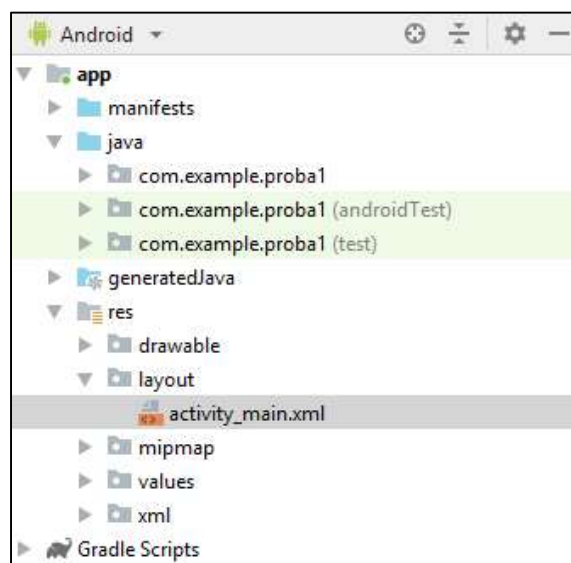 Android
app
manifests
java
com.example.proba1
com.example.proba1 (androidTest)
com.example.proba1 (test)
generatedJava
res
drawable
layout
activity_main.xml
mipmap
values
xml
Gradle Scripts